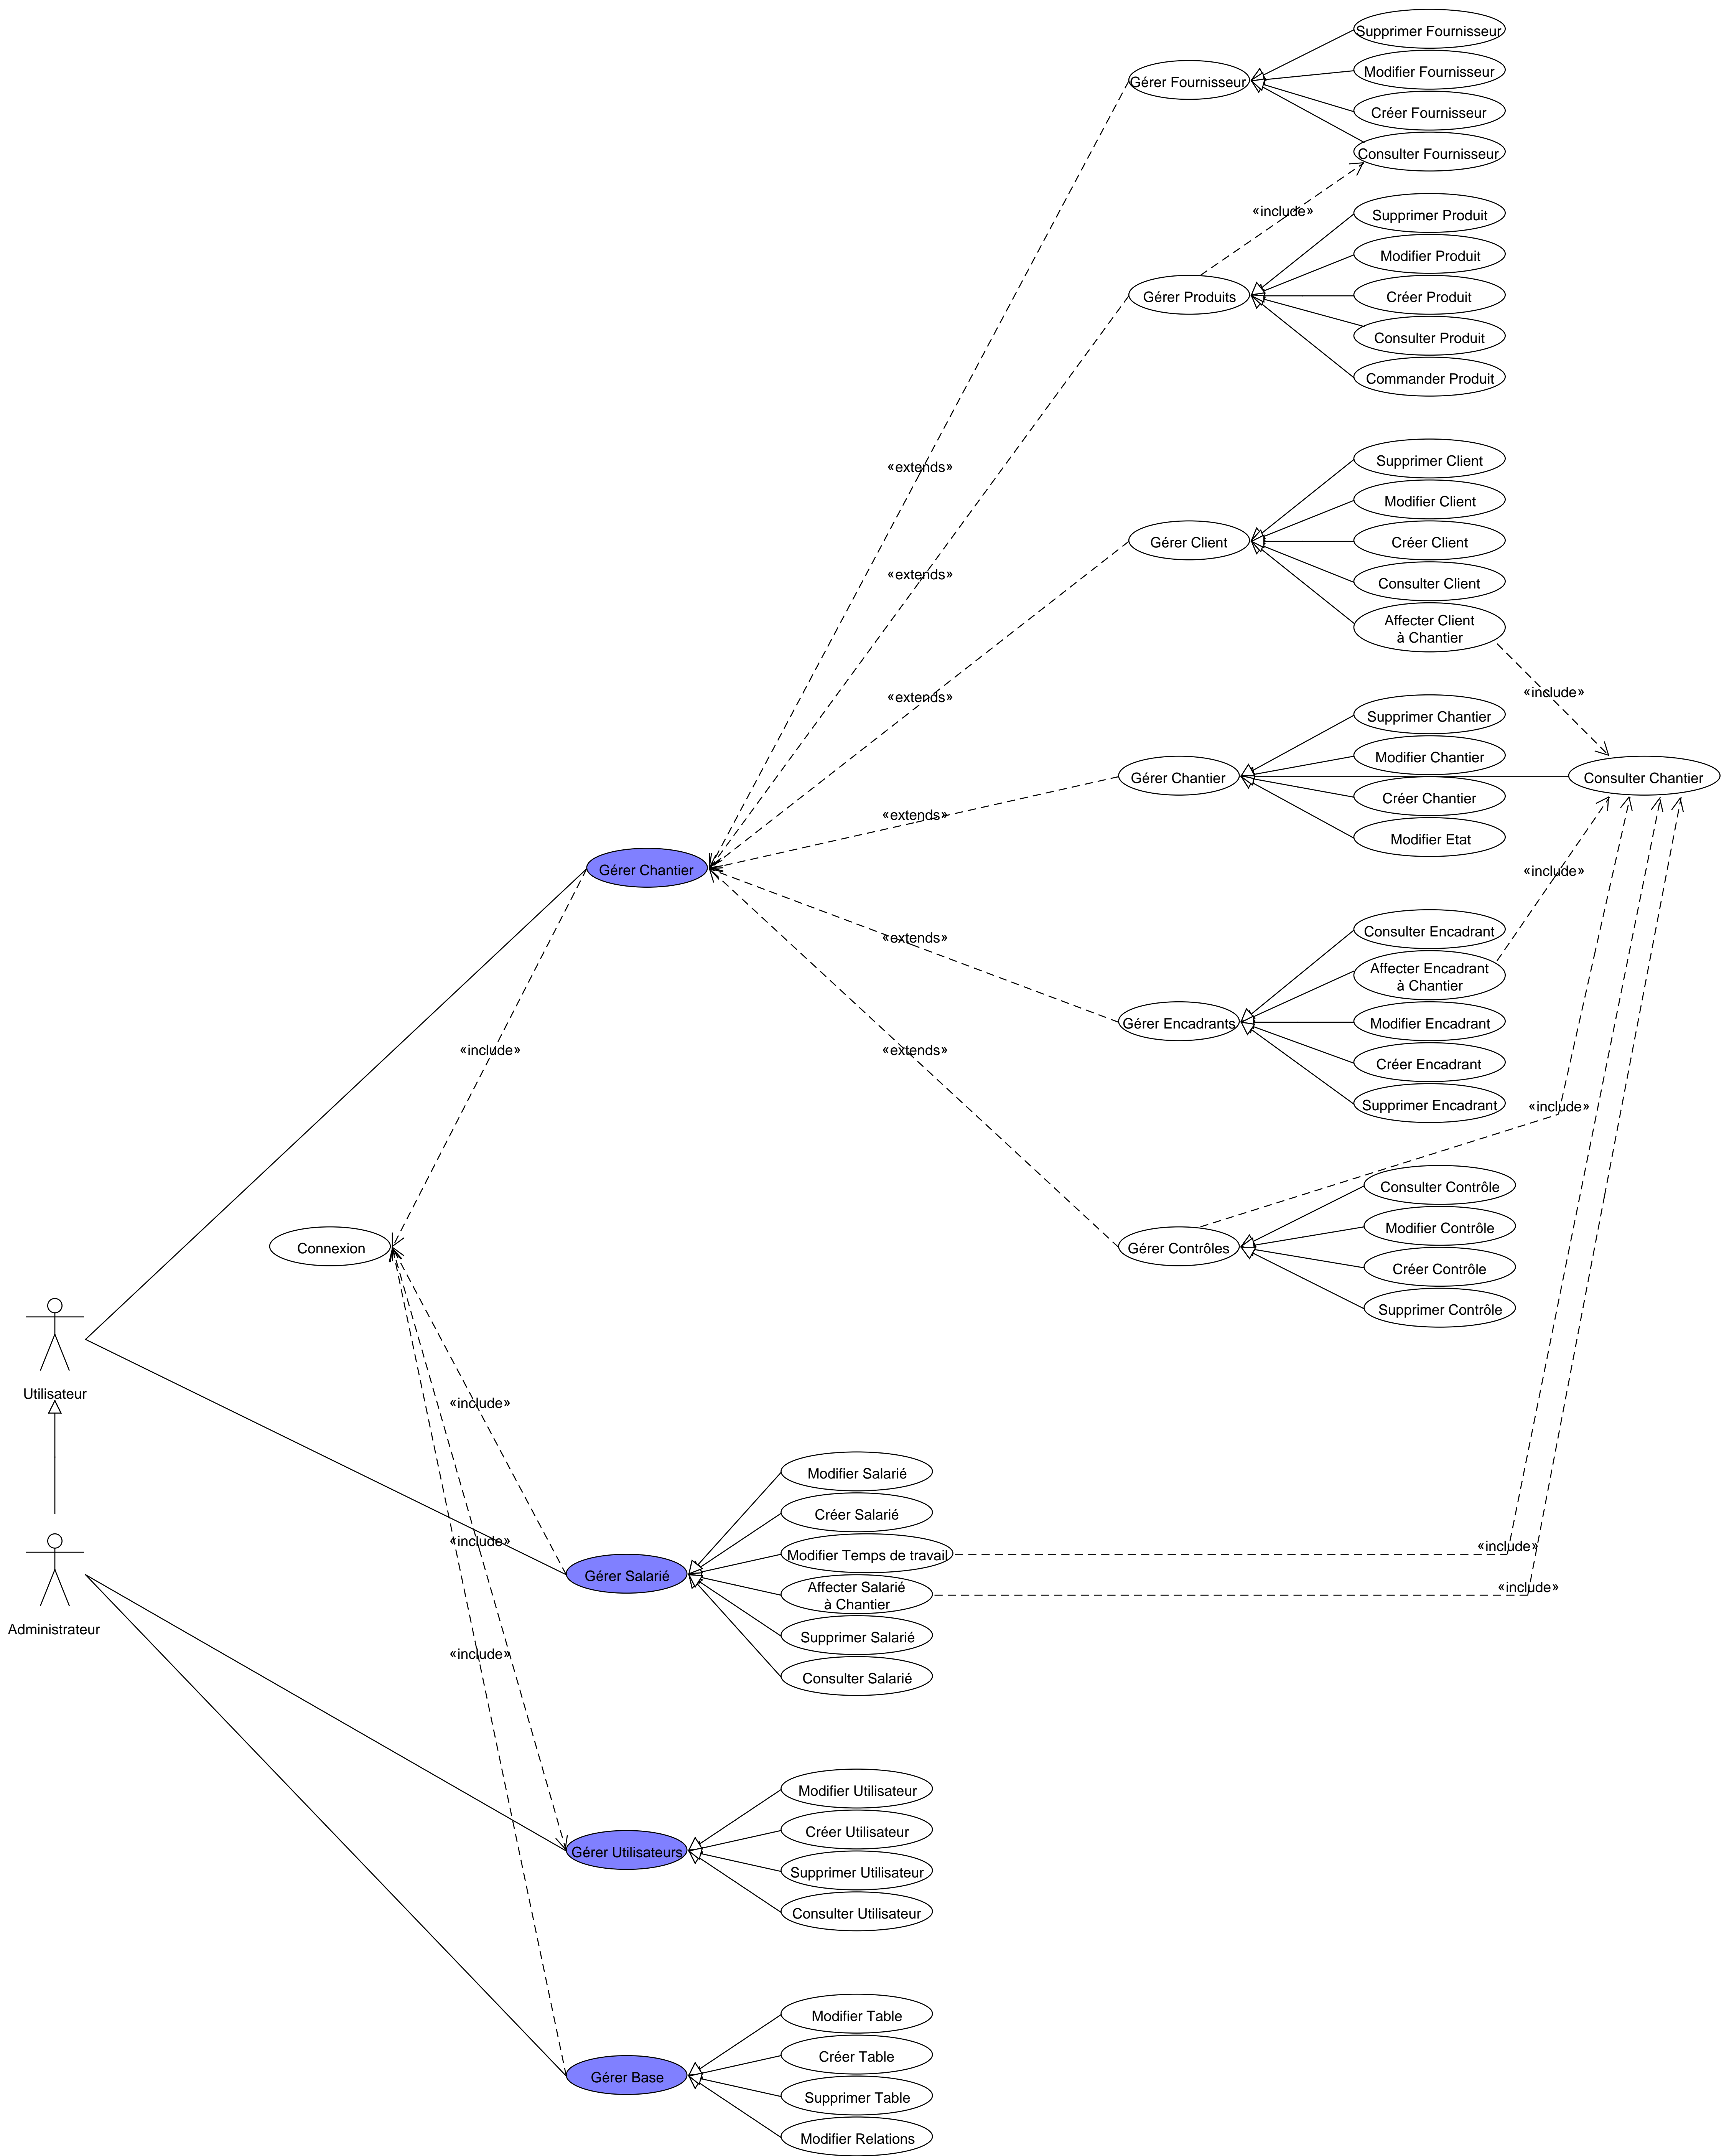 Supprimer Fournisseur
Gérer Fournisseur
Modifier Fournisseur
Créer Fournisseur
Consulter Fournisseur
«include»
Supprimer Produit
Modifier Produit
Gérer Produits
Créer Produit
Consulter Produit
Commander Produit
«extends»
Supprimer Client
Modifier Client
«extends»
Gérer Client
Créer Client
Consulter Client
Affecter Client
à Chantier
«extends»
«include»
Supprimer Chantier
Modifier Chantier
Gérer Chantier
Consulter Chantier
Créer Chantier
Modifier Etat
«extends»
Gérer Chantier
«include»
«extends»
Consulter Encadrant
Affecter Encadrant
à Chantier
Gérer Encadrants
Modifier Encadrant
Créer Encadrant
Supprimer Encadrant
«include»
«extends»
«include»
Consulter Contrôle
Modifier Contrôle
Connexion
Gérer Contrôles
Créer Contrôle
Supprimer Contrôle
Utilisateur
«include»
Modifier Salarié
Créer Salarié
«include»
Modifier Temps de travail
«include»
Gérer Salarié
Affecter Salarié
à Chantier
«include»
Administrateur
Supprimer Salarié
«include»
Consulter Salarié
Modifier Utilisateur
Créer Utilisateur
Gérer Utilisateurs
Supprimer Utilisateur
Consulter Utilisateur
Modifier Table
Créer Table
Gérer Base
Supprimer Table
Modifier Relations